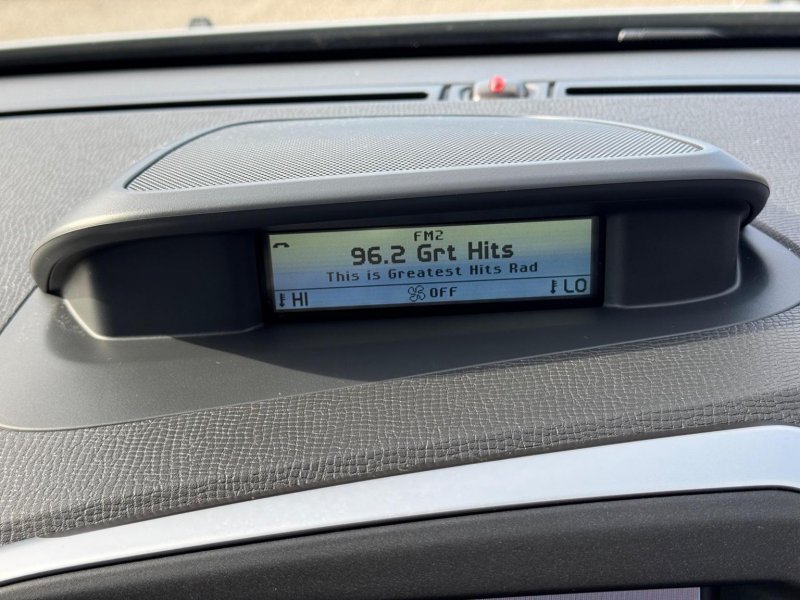 FM2
96.2 Grt Hits
This is Greatest Hits Rad
HI OFF LO